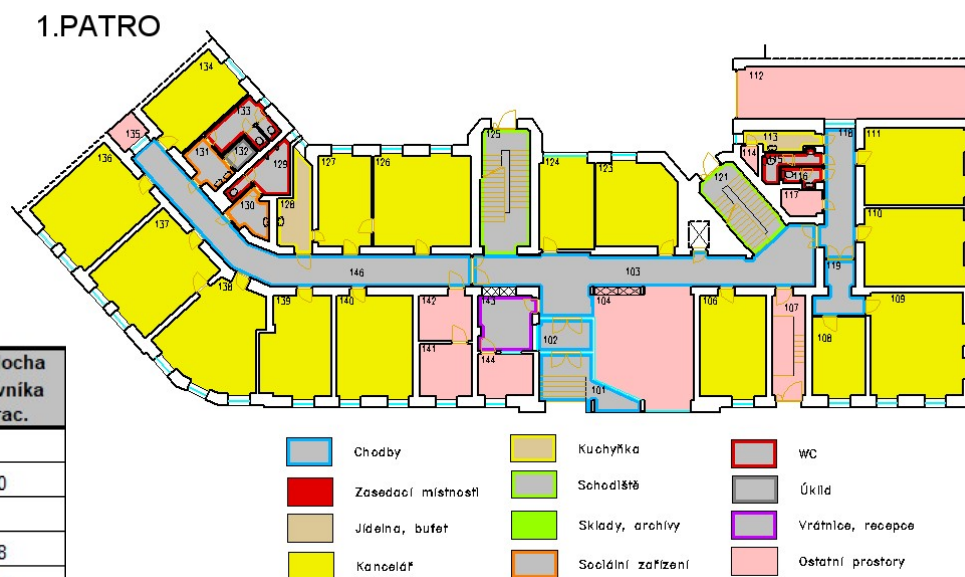 1.PATRO
134
112
133
125
118
111
135
113
136
131
132
129
127
126
124
123
114
115
116
121
117
130
128
110
137
146
103
119
138
139
140
142
143
104
106
107
109
102
108
141
144
101
locha
vníka
rac.
0
8
Chodby
Zasedací místnosti
Jídelna, bufet
Kancelář
Kuchyňka
Schodiště
Sklady, archívy
Sociální zařízení
WC
Úklid
Vrátnice, recepce
Ostatní prostory